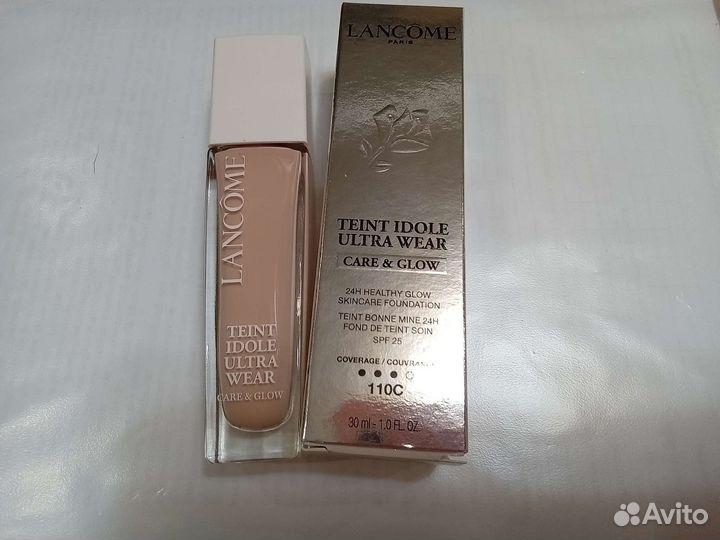 LANCÔME
TEINT
IDOLE
ULTRA
WEAR
CARE & GLOW
LANCÔME
PARIS
TEINT IDOLE
ULTRA WEAR
CARE & GLOW
24H HEALTHY GLOW
SKINCARE FOUNDATION
TEINT BONNE MINE 24H
FOND DE TEINT SOIN
SPF 25
COVERAGE / COUVRANCE
110C
30 ml - 1.0 FL. OZ.
Avito